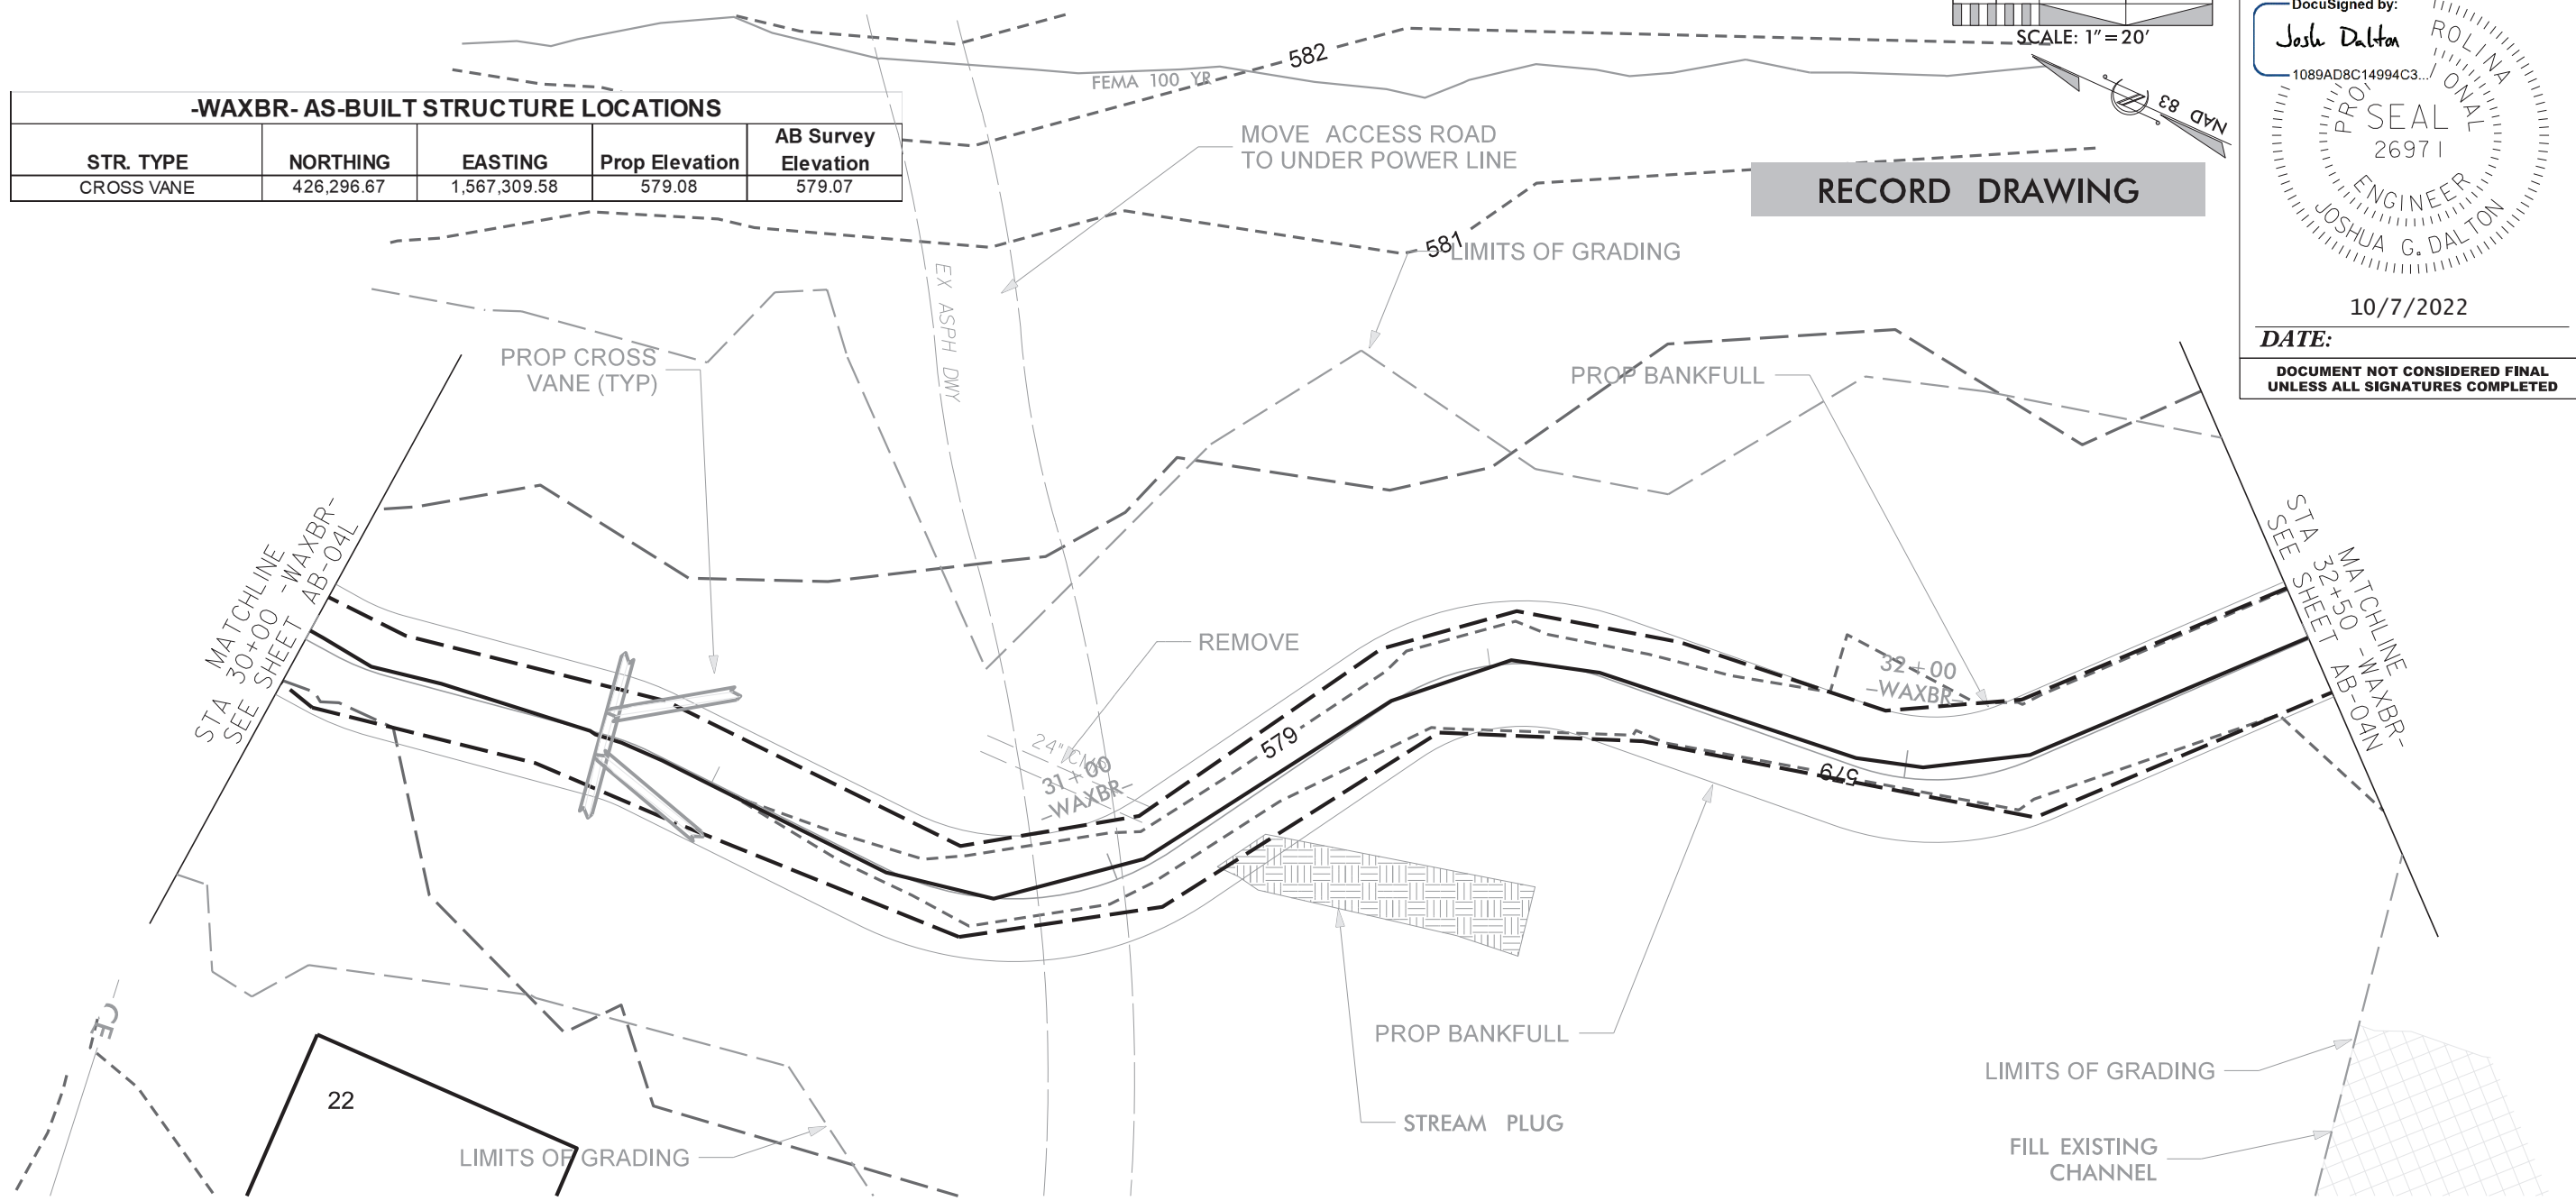 -WAXBR- AS-BUILT STRUCTURE LOCATIONS
STR. TYPE NORTHING EASTING Prop Elevation AB Survey Elevation
CROSS VANE 426,296.67 1,567,309.58 579.08 579.07
582
FEMA 100 YR
MOVE ACCESS ROAD
TO UNDER POWER LINE
SCALE: 1"=20'
NAD 83
RECORD DRAWING
DocuSigned by:
Josh Dalton
1089AD8C14994C3...
ROLINA
PRO
IONAL
SEAL
26971
ENGINEER
JOSHUA G. DALTON
10/7/2022
DATE:
DOCUMENT NOT CONSIDERED FINAL
UNLESS ALL SIGNATURES COMPLETED
581
LIMITS OF GRADING
EX ASPH DWY
PROP CROSS
VANE (TYP)
PROP BANKFULL
MATCHLINE
STA 30+00 -WAXBR-
SEE SHEET AB-04L
REMOVE
24"
31+00
-WAXBR-
579
32+00
-WAXBR-
579
MATCHLINE
STA 32+50 -WAXBR-
SEE SHEET AB-04N
CE
22
PROP BANKFULL
STREAM PLUG
LIMITS OF GRADING
LIMITS OF GRADING
FILL EXISTING
CHANNEL